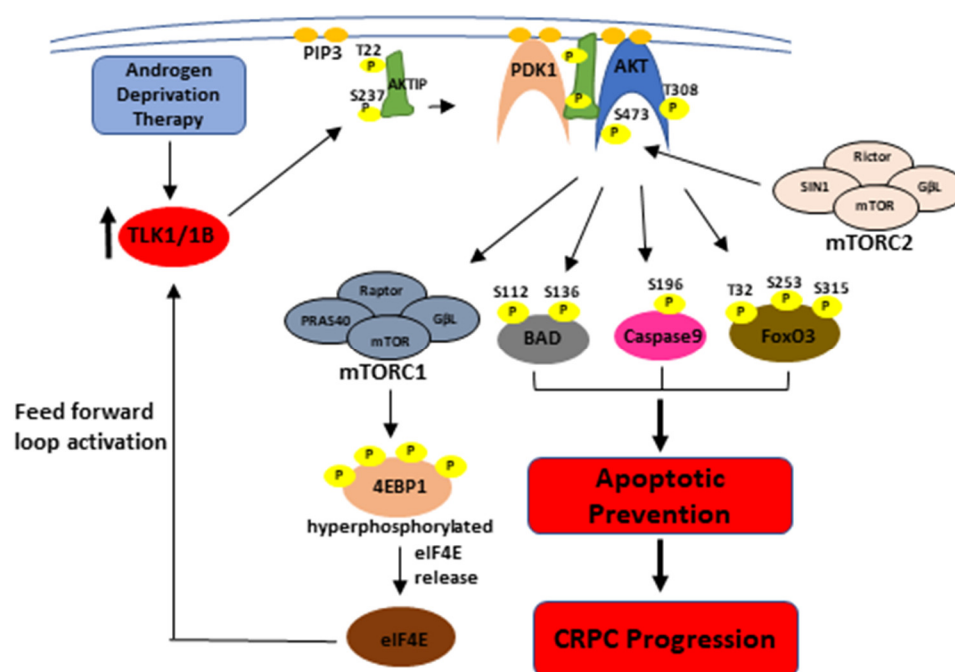 PIP3
T22
P
AKTIP
S237
P
PDK1
P
P
AKT
T308
P
S473
P
Androgen
Deprivation
Therapy
TLK1/1B
Rictor
SIN1
GβL
mTOR
mTORC2
Raptor
PRAS40
GβL
mTOR
mTORC1
S112
P
S136
P
BAD
S196
P
Caspase9
T32
P
S253
P
S315
P
FoxO3
Feed forward
loop activation
P
P
P
P
4EBP1
hyperphosphorylated
eIF4E
release
eIF4E
Apoptotic
Prevention
CRPC Progression